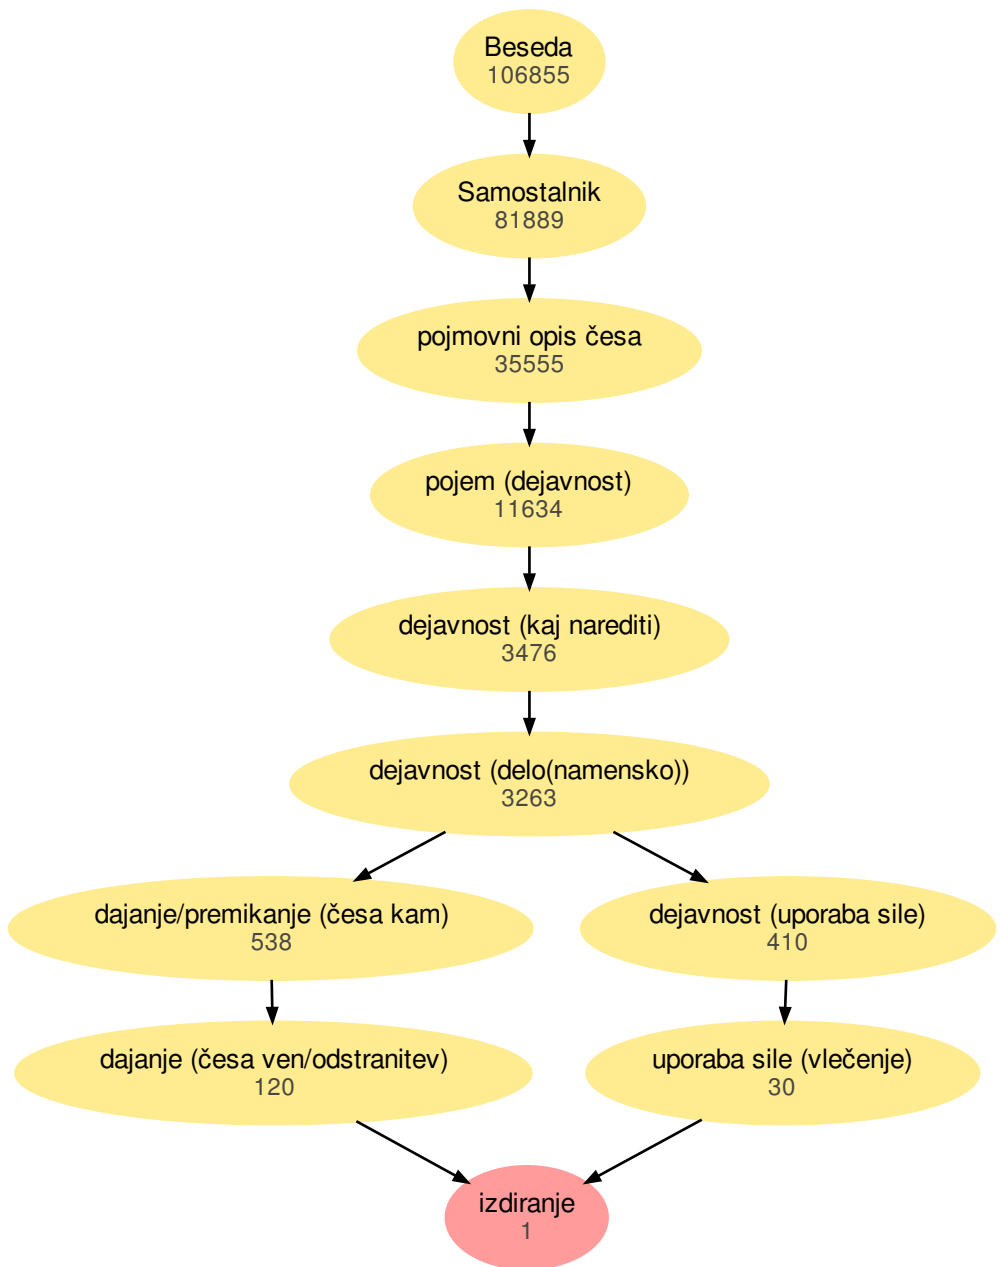 Beseda
106855
Samostalnik
81889
pojmovni opis česa
35555
pojem (dejavnost)
11634
dejavnost (kaj narediti)
3476
dejavnost (delo(namensko))
3263
dajanje/premikanje (česa kam)
538
dejavnost (uporaba sile)
410
dajanje (česa ven/odstranitev)
120
uporaba sile (vlečenje)
30
izdiranje
1